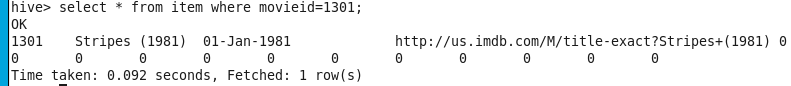 hive> select * from item where movieid=1301;
OK
1301    Stripes (1981)  01-Jan-1981             http://us.imdb.com/M/title-exact?Stripes+(1981) 0
0       0       0       0       0       0       0       0       0       0       0
Time taken: 0.092 seconds, Fetched: 1 row(s)